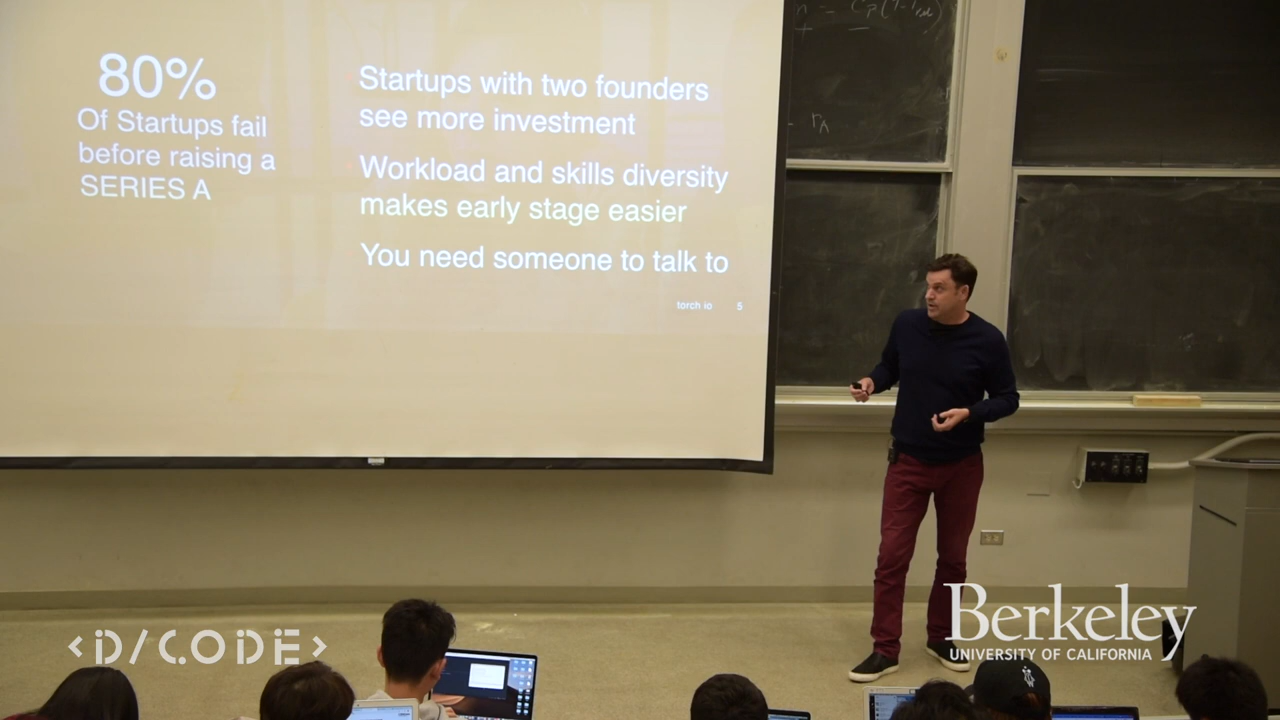 80%
Of Startups fail
before raising a
SERIES A
Startups with two founders
see more investment
Workload and skills diversity
makes early stage easier
You need someone to talk to
torch io 5
<D/CODE>
Berkeley
UNIVERSITY OF CALIFORNIA